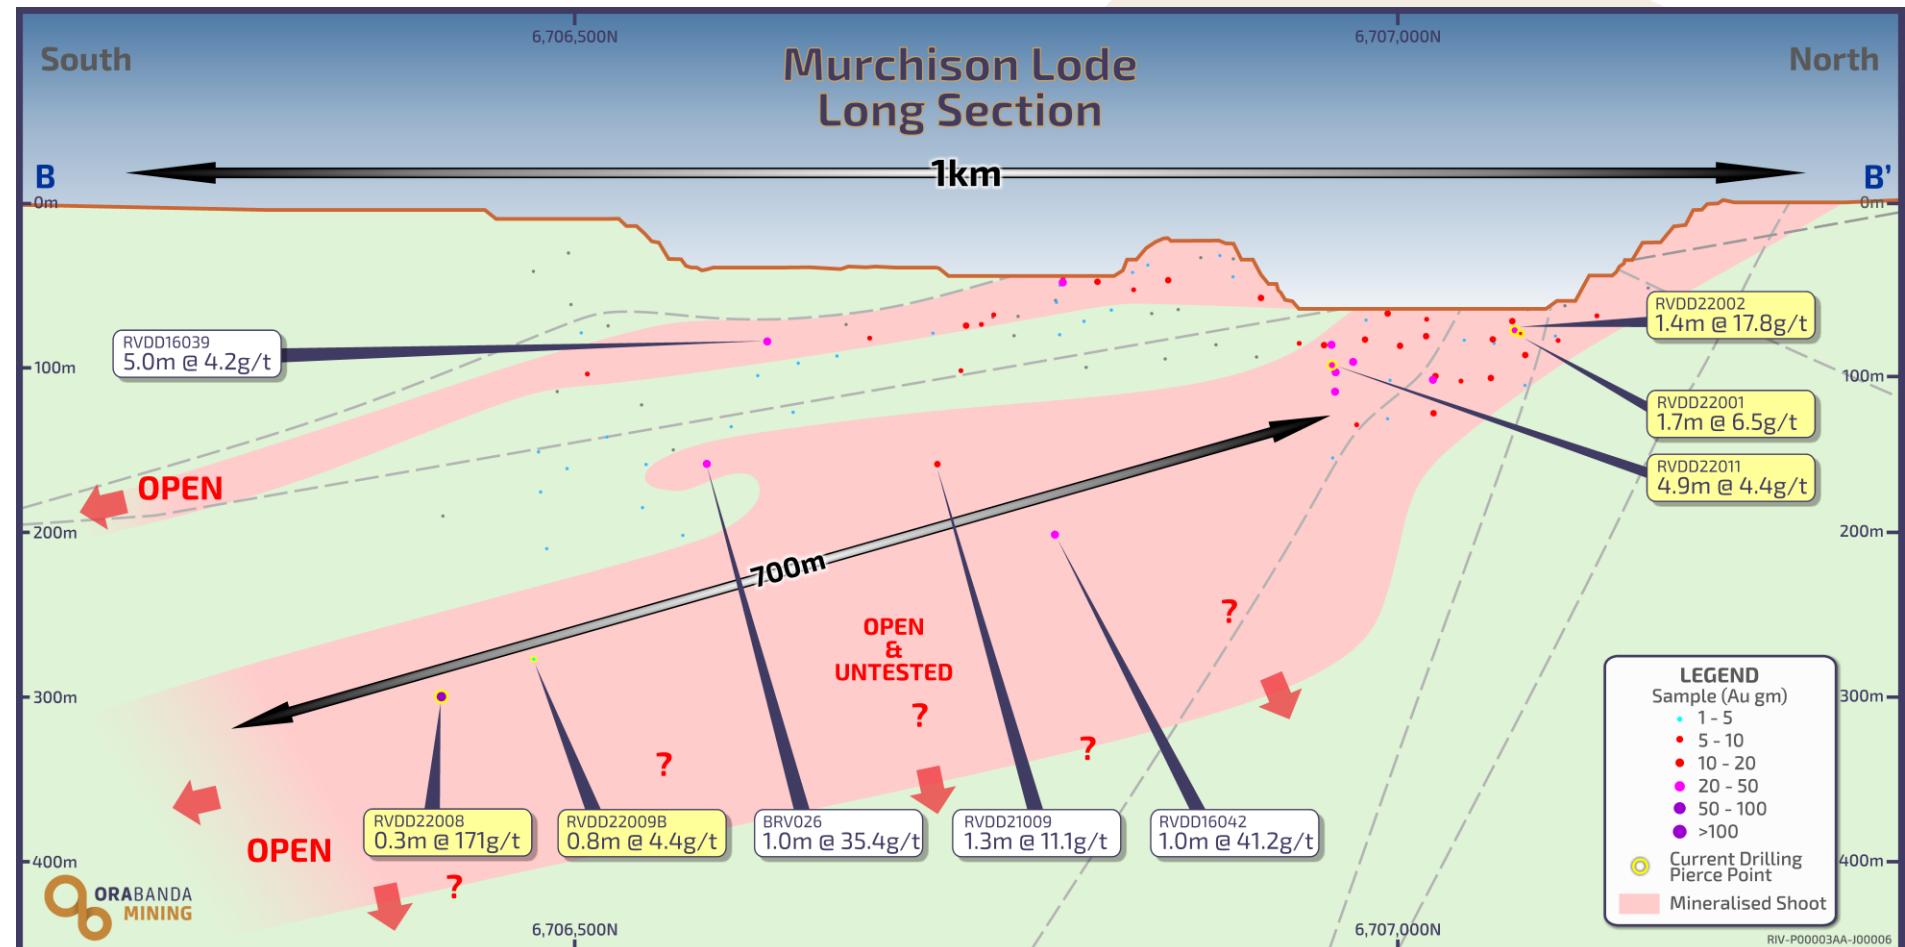 6,706,500N
6,707,000N
South
Murchison Lode
North
Long Section
1km
B
B'
0m
0m
RVDD22002
1.4m @ 17.8g/t
RVDD16039
5.0m @ 4.2g/t
100m
100m
RVDD22001
1.7m @ 6.5g/t
RVDD22011
4.9m @ 4.4g/t
OPEN
200m
200m
700m
OPEN
&
UNTESTED
?
?
?
?
?
300m
300m
RVDD22008
0.3m @ 171g/t
RVDD22009B
0.8m @ 4.4g/t
BRV026
1.0m @ 35.4g/t
RVDD21009
1.3m @ 11.1g/t
RVDD16042
1.0m @ 41.2g/t
OPEN
400m
400m
LEGEND
Sample (Au gm)
1 - 5
5 - 10
10 - 20
20 - 50
50 - 100
>100
Current Drilling
Pierce Point
Mineralised Shoot
ORABANDA
MINING
6,706,500N
6,707,000N
RIV-P00003AA-J00006